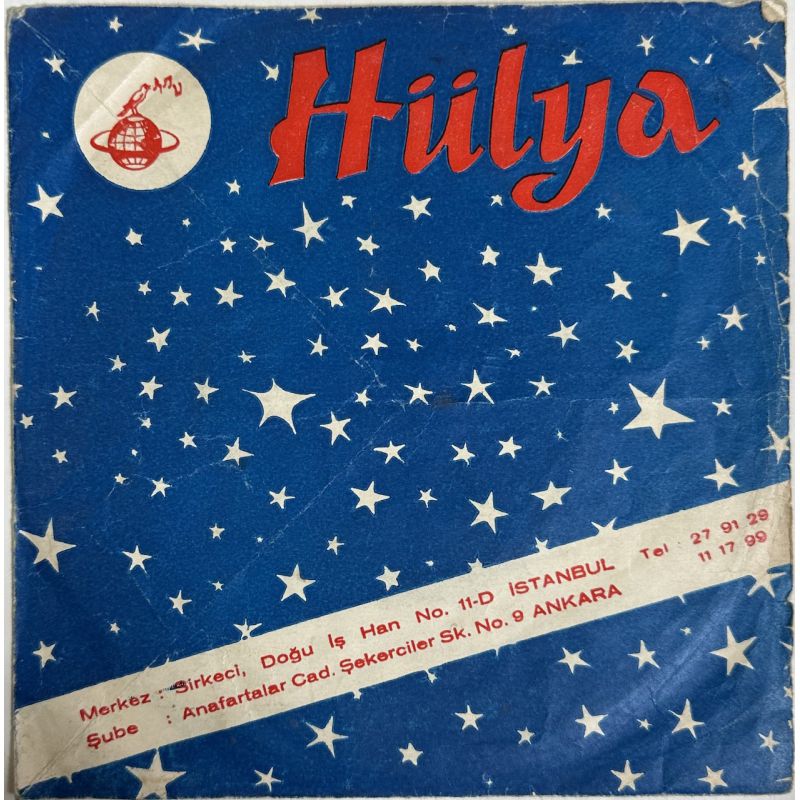 Hülya
Merkez : Sirkeci, Doğu İş Han No. 11-D İSTANBUL Tel : 27 91 29
Şube : Anafartalar Cad. Şekerciler Sk. No. 9 ANKARA 11 17 99